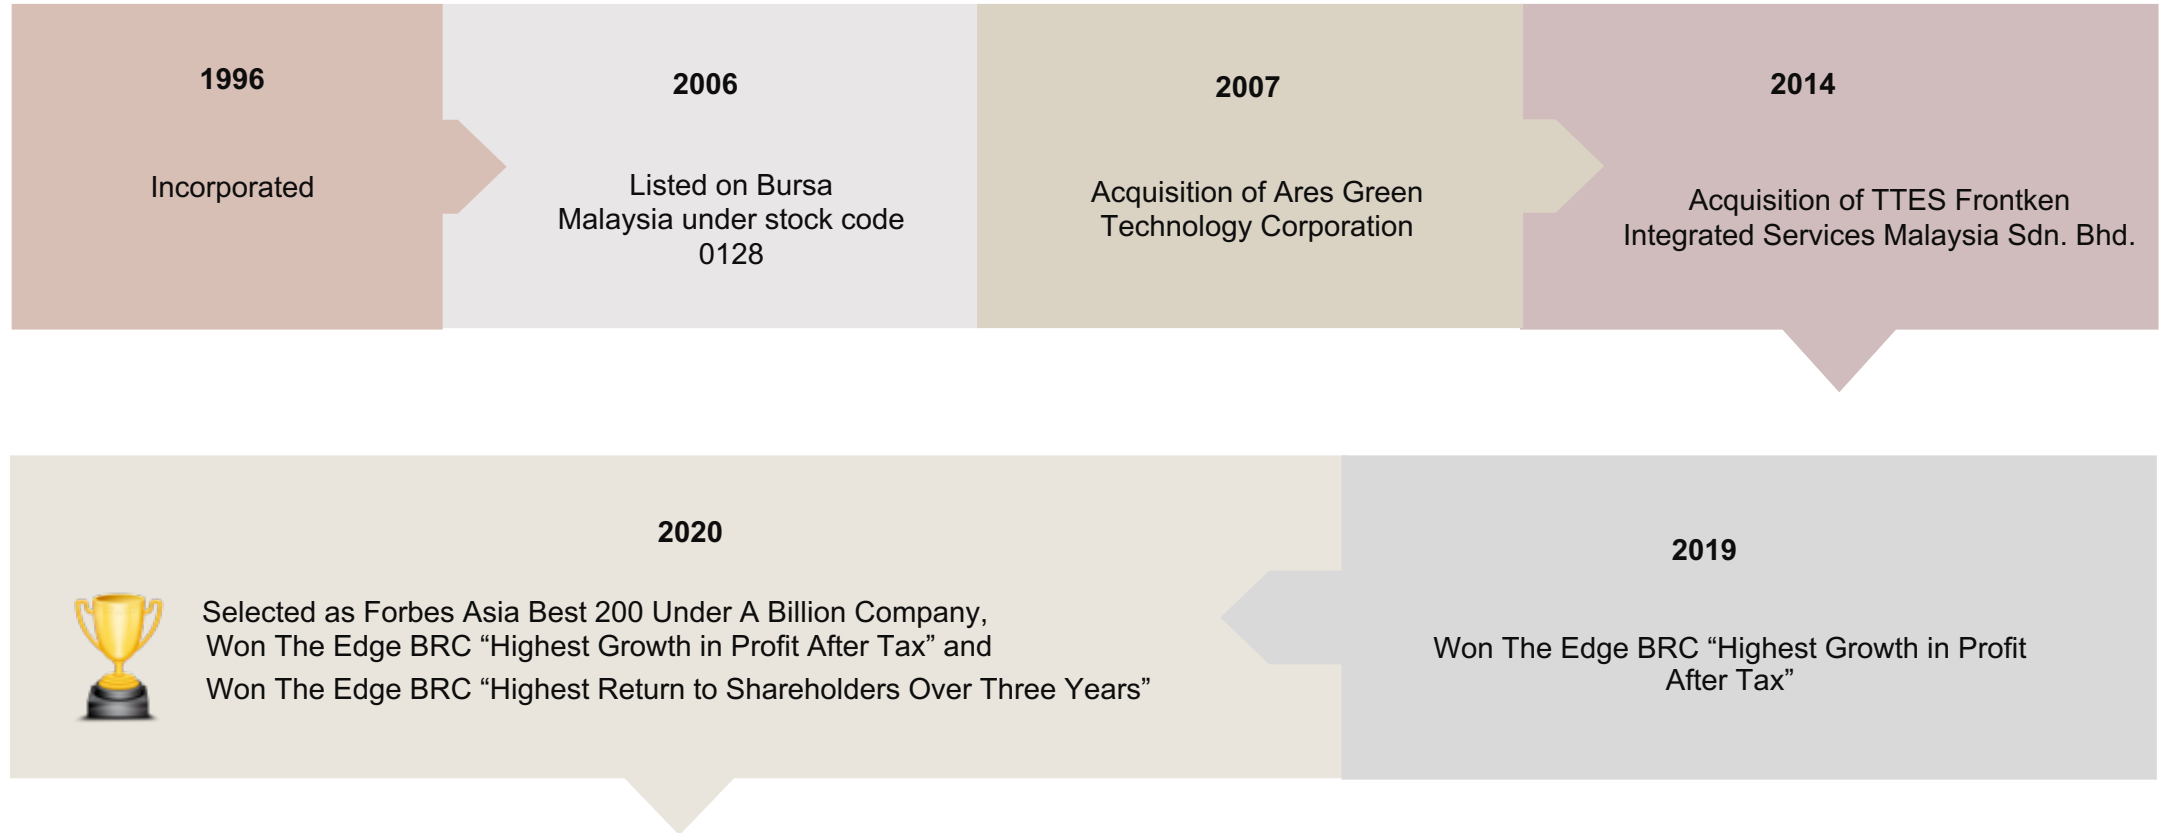 1996
Incorporated
2006
Listed on Bursa
Malaysia under stock code
0128
2007
Acquisition of Ares Green
Technology Corporation
2014
Acquisition of TTES Frontken
Integrated Services Malaysia Sdn. Bhd.
2019
Won The Edge BRC “Highest Growth in Profit
After Tax”
2020
Selected as Forbes Asia Best 200 Under A Billion Company,
Won The Edge BRC “Highest Growth in Profit After Tax” and
Won The Edge BRC “Highest Return to Shareholders Over Three Years”